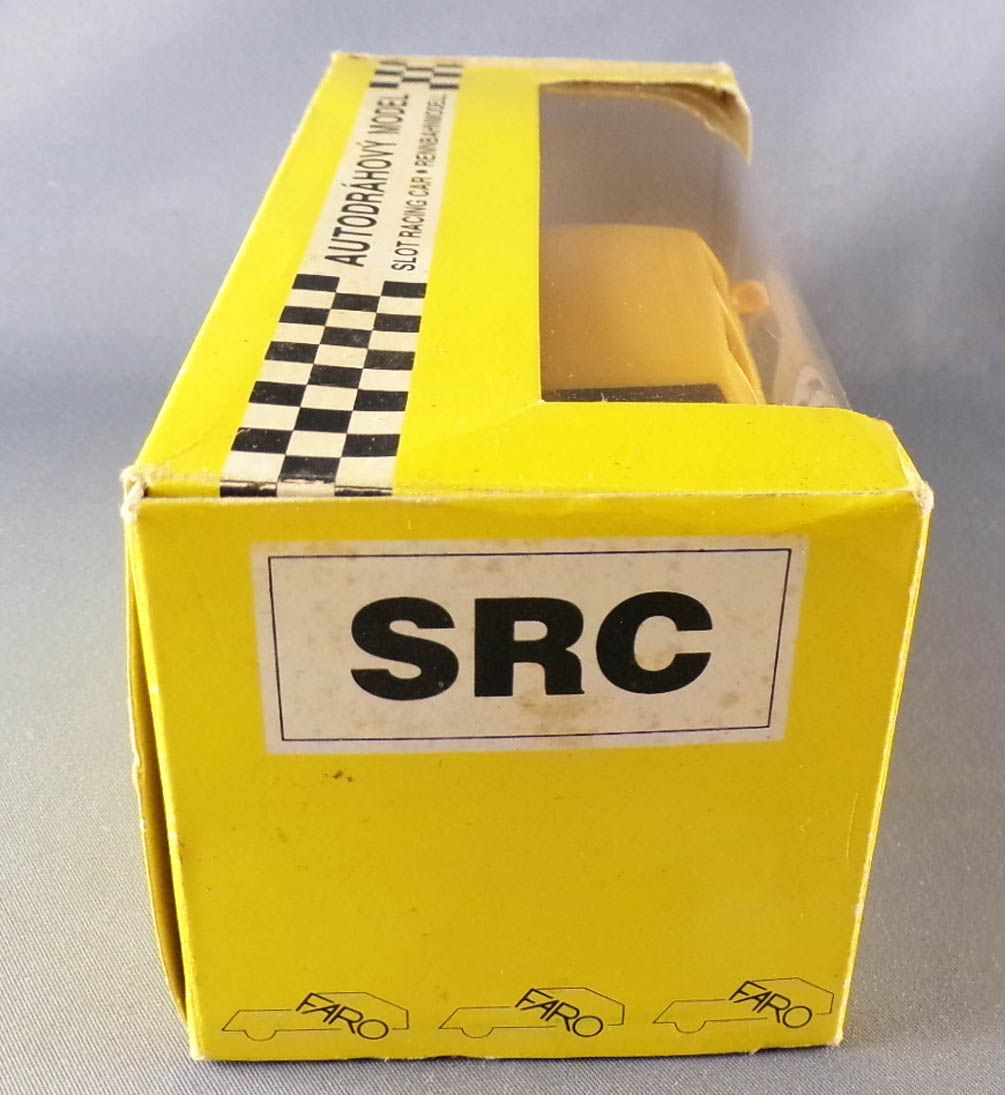 AUTODRÁHOVÝ MODEL
SLOT RACING CAR • RENNBAHNMODELL
SRC
FARO FARO FARO